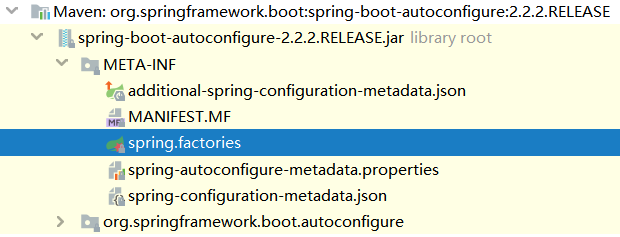 Maven: org.springframework.boot:spring-boot-autoconfigure:2.2.2.RELEASE
spring-boot-autoconfigure-2.2.2.RELEASE.jar library root
META-INF
additional-spring-configuration-metadata.json
MF MANIFEST.MF
spring.factories
spring-autoconfigure-metadata.properties
spring-configuration-metadata.json
org.springframework.boot.autoconfigure